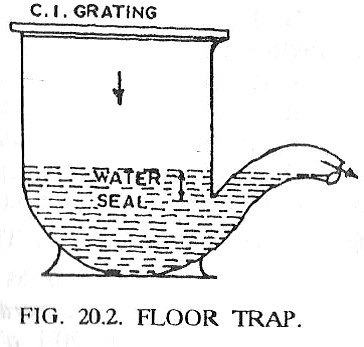 C.I. GRATING
WATER
SEAL
FIG. 20.2. FLOOR TRAP.